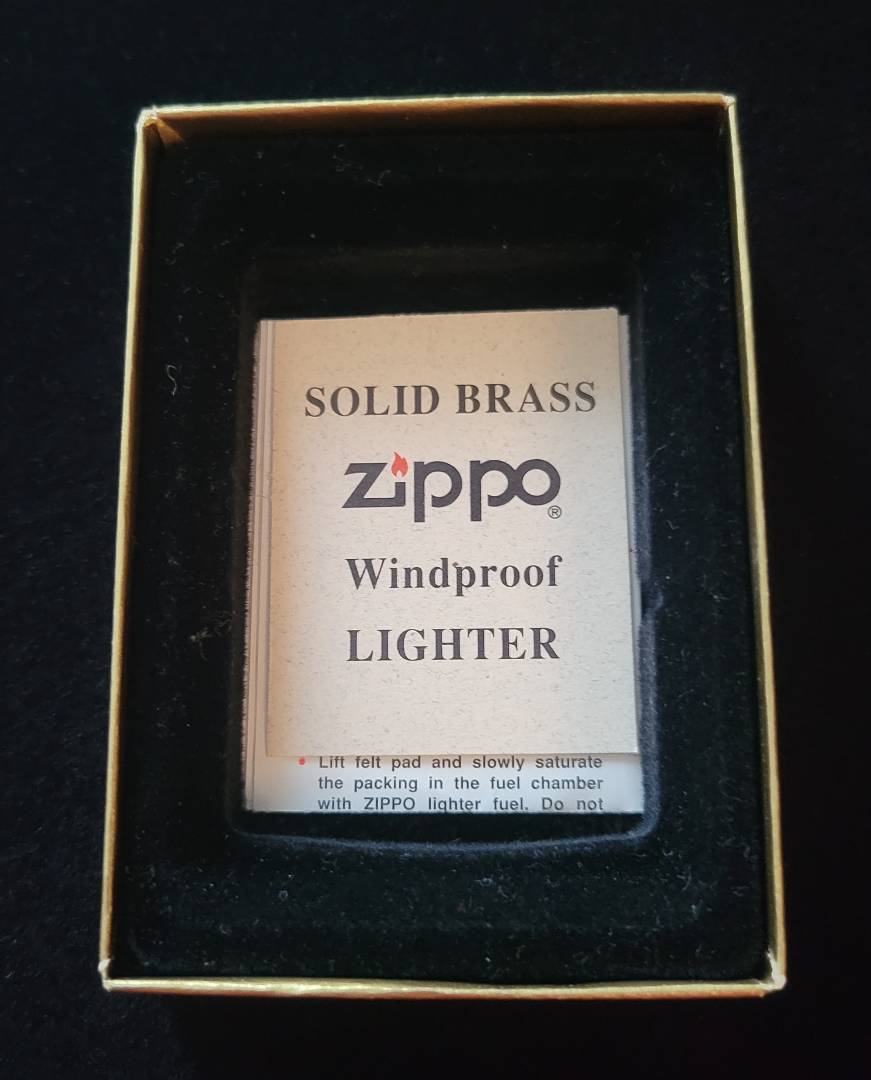 SOLID BRASS
zippo®
Windproof
LIGHTER
• Lift felt pad and slowly saturate
the packing in the fuel chamber
with ZIPPO lighter fuel. Do not